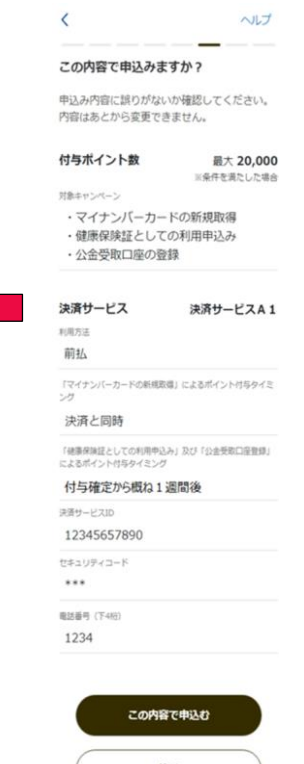 ヘルプ
この内容で申込みますか？
申込み内容に誤りがないか確認してください。
内容はあとから変更できません。
付与ポイント数 最大 20,000
※条件を満たした場合
対象キャンペーン
・マイナンバーカードの新規取得
・健康保険証としての利用申込み
・公金受取口座の登録
決済サービス 決済サービスA 1
利用方法
前払
「マイナンバーカードの新規取得」によるポイント付与タイミ
ング
決済と同時
「健康保険証としての利用申込み」及び「公金受取口座登録」
によるポイント付与タイミング
付与確定から概ね１週間後
決済サービスID
12345657890
セキュリティコード
***
電話番号（下4桁）
1234
この内容で申込む